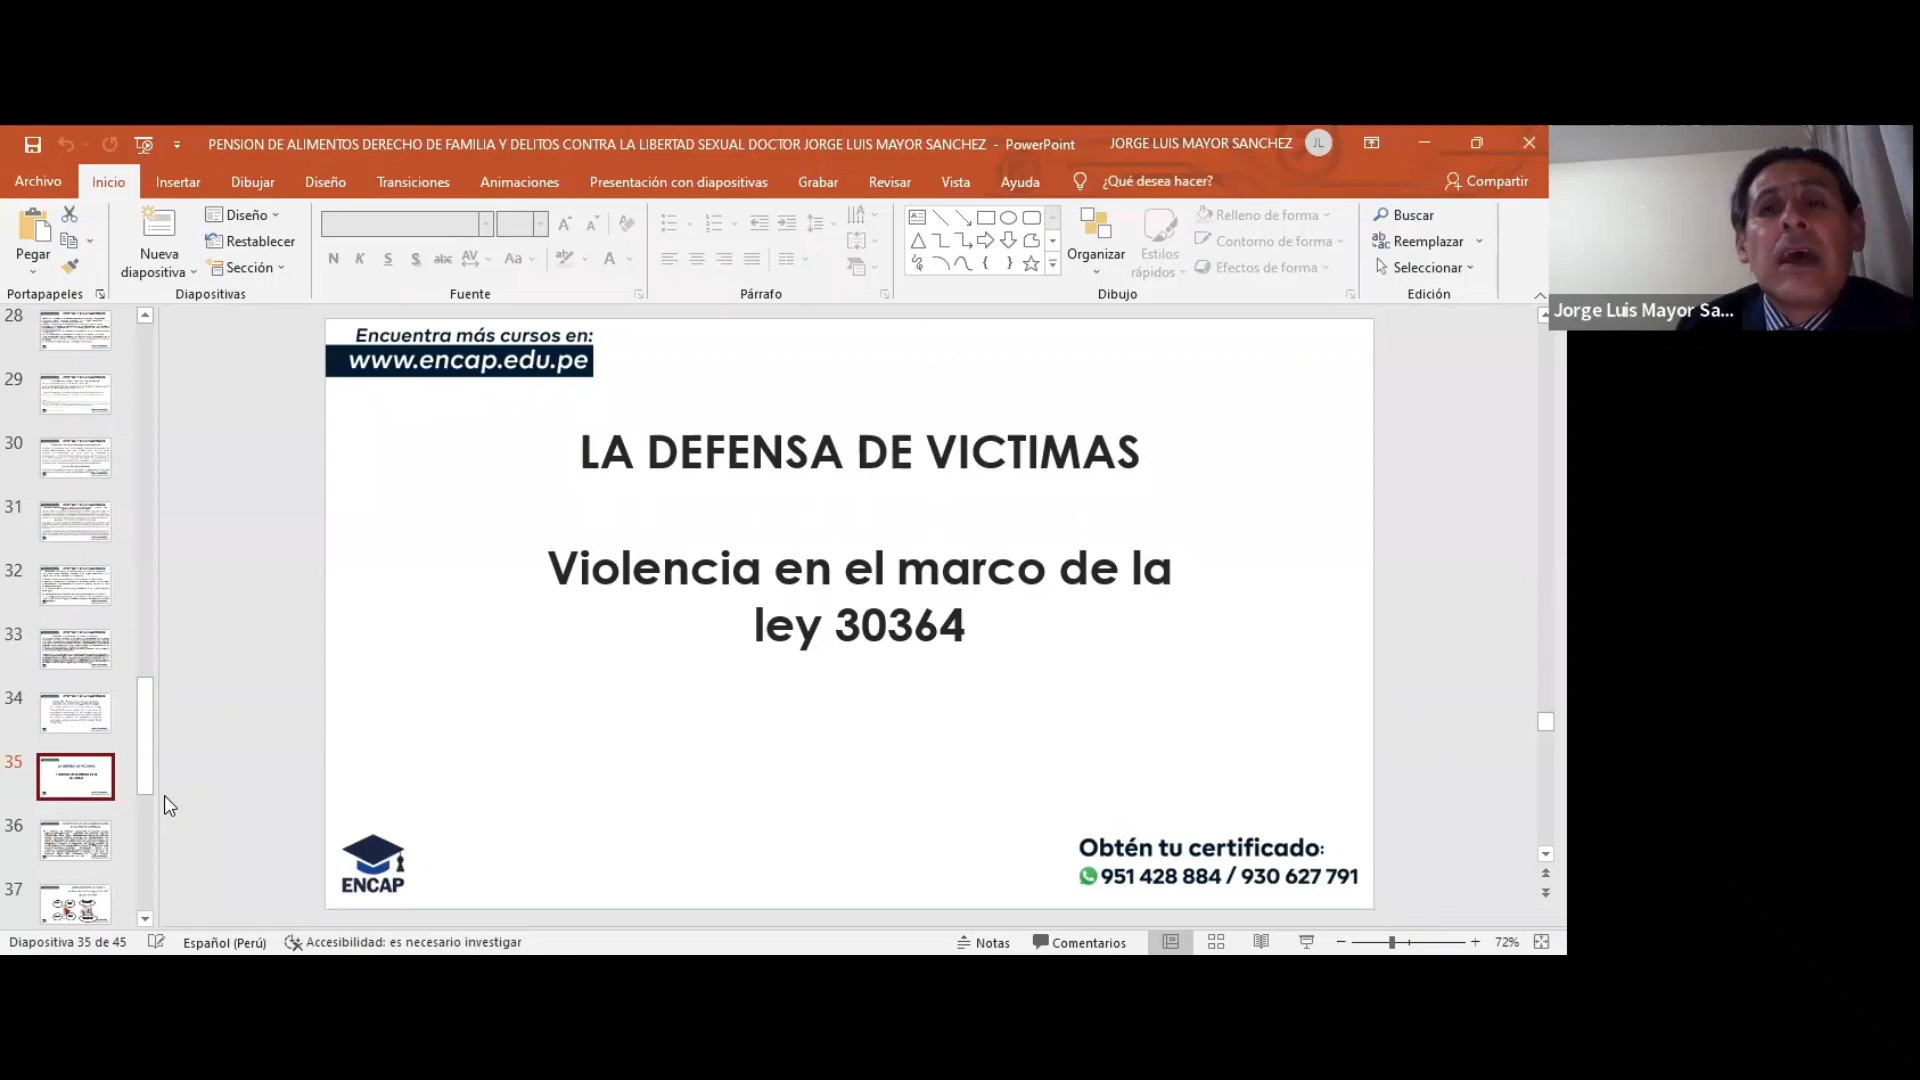 PENSION DE ALIMENTOS DERECHO DE FAMILIA Y DELITOS CONTRA LA LIBERTAD SEXUAL DOCTOR JORGE LUIS MAYOR SANCHEZ - PowerPoint
JORGE LUIS MAYOR SANCHEZ
JL
Archivo
Inicio
Insertar
Dibujar
Diseño
Transiciones
Animaciones
Presentación con diapositivas
Grabar
Revisar
Vista
Ayuda
¿Qué desea hacer?
Compartir
Pegar
Portapapeles
Nueva
diapositiva
Diseño
Restablecer
Sección
Diapositivas
N K S S abc AV Aa A
Fuente
Párrafo
Organizar
Estilos
rápidos
Relleno de forma
Contorno de forma
Efectos de forma
Dibujo
Buscar
Reemplazar
Seleccionar
Edición
Jorge Luis Mayor Sa...
28
29
30
31
32
33
34
35
36
37
Encuentra más cursos en:
www.encap.edu.pe
LA DEFENSA DE VICTIMAS
Violencia en el marco de la
ley 30364
ENCAP
Obtén tu certificado:
951 428 884 / 930 627 791
Diapositiva 35 de 45
Español (Perú)
Accesibilidad: es necesario investigar
Notas
Comentarios
72%